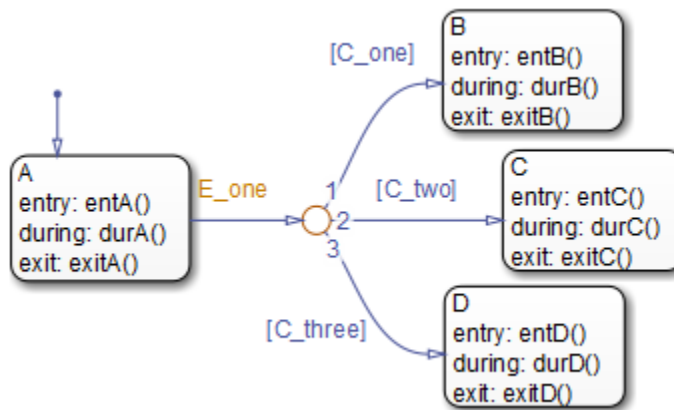 B
entry: entB()
during: durB()
exit: exitB()
[C_one]
A
entry: entA()
during: durA()
exit: exitA()
E_one
1
2
3
[C_two]
C
entry: entC()
during: durC()
exit: exitC()
[C_three]
D
entry: entD()
during: durD()
exit: exitD()